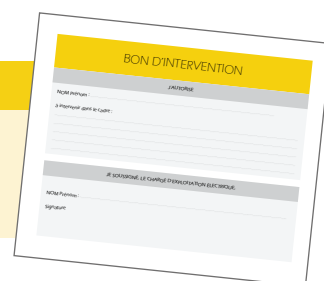 BON D'INTERVENTION
J'AUTORISE
NOM Prénom :
à intervenir dans le cadre :
JE SOUSSIGNÉ, LE CHARGÉ D'EXPLOITATION ÉLECTRIQUE
NOM Prénom :
Signature